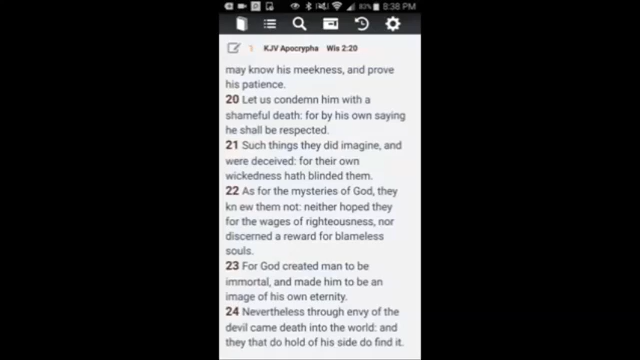 83% 8:38 PM
KJV Apocrypha Wis 2:20
may know his meekness, and prove
his patience.
20 Let us condemn him with a
shameful death: for by his own saying
he shall be respected.
21 Such things they did imagine, and
were deceived: for their own
wickedness hath blinded them.
22 As for the mysteries of God, they
kn ew them not: neither hoped they
for the wages of righteousness, nor
discerned a reward for blameless
souls.
23 For God created man to be
immortal, and made him to be an
image of his own eternity.
24 Nevertheless through envy of the
devil came death into the world: and
they that do hold of his side do find it.